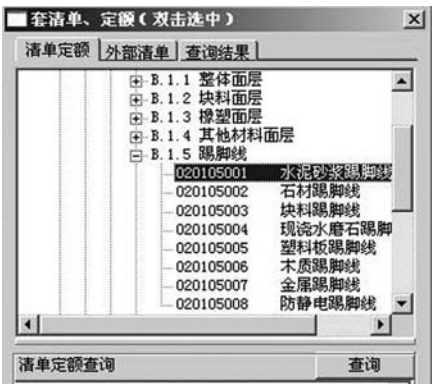 套清单、定额（双击选中）
清单定额 外部清单 查询结果
B.1.1 整体面层
B.1.2 块料面层
B.1.3 橡塑面层
B.1.4 其他材料面层
B.1.5 踢脚线
020105001 水泥砂浆踢脚线
020105002 石材踢脚线
020105003 块料踢脚线
020105004 现浇水磨石踢脚
020105005 塑料板踢脚线
020105006 木质踢脚线
020105007 金属踢脚线
020105008 防静电踢脚线
清单定额查询 查询